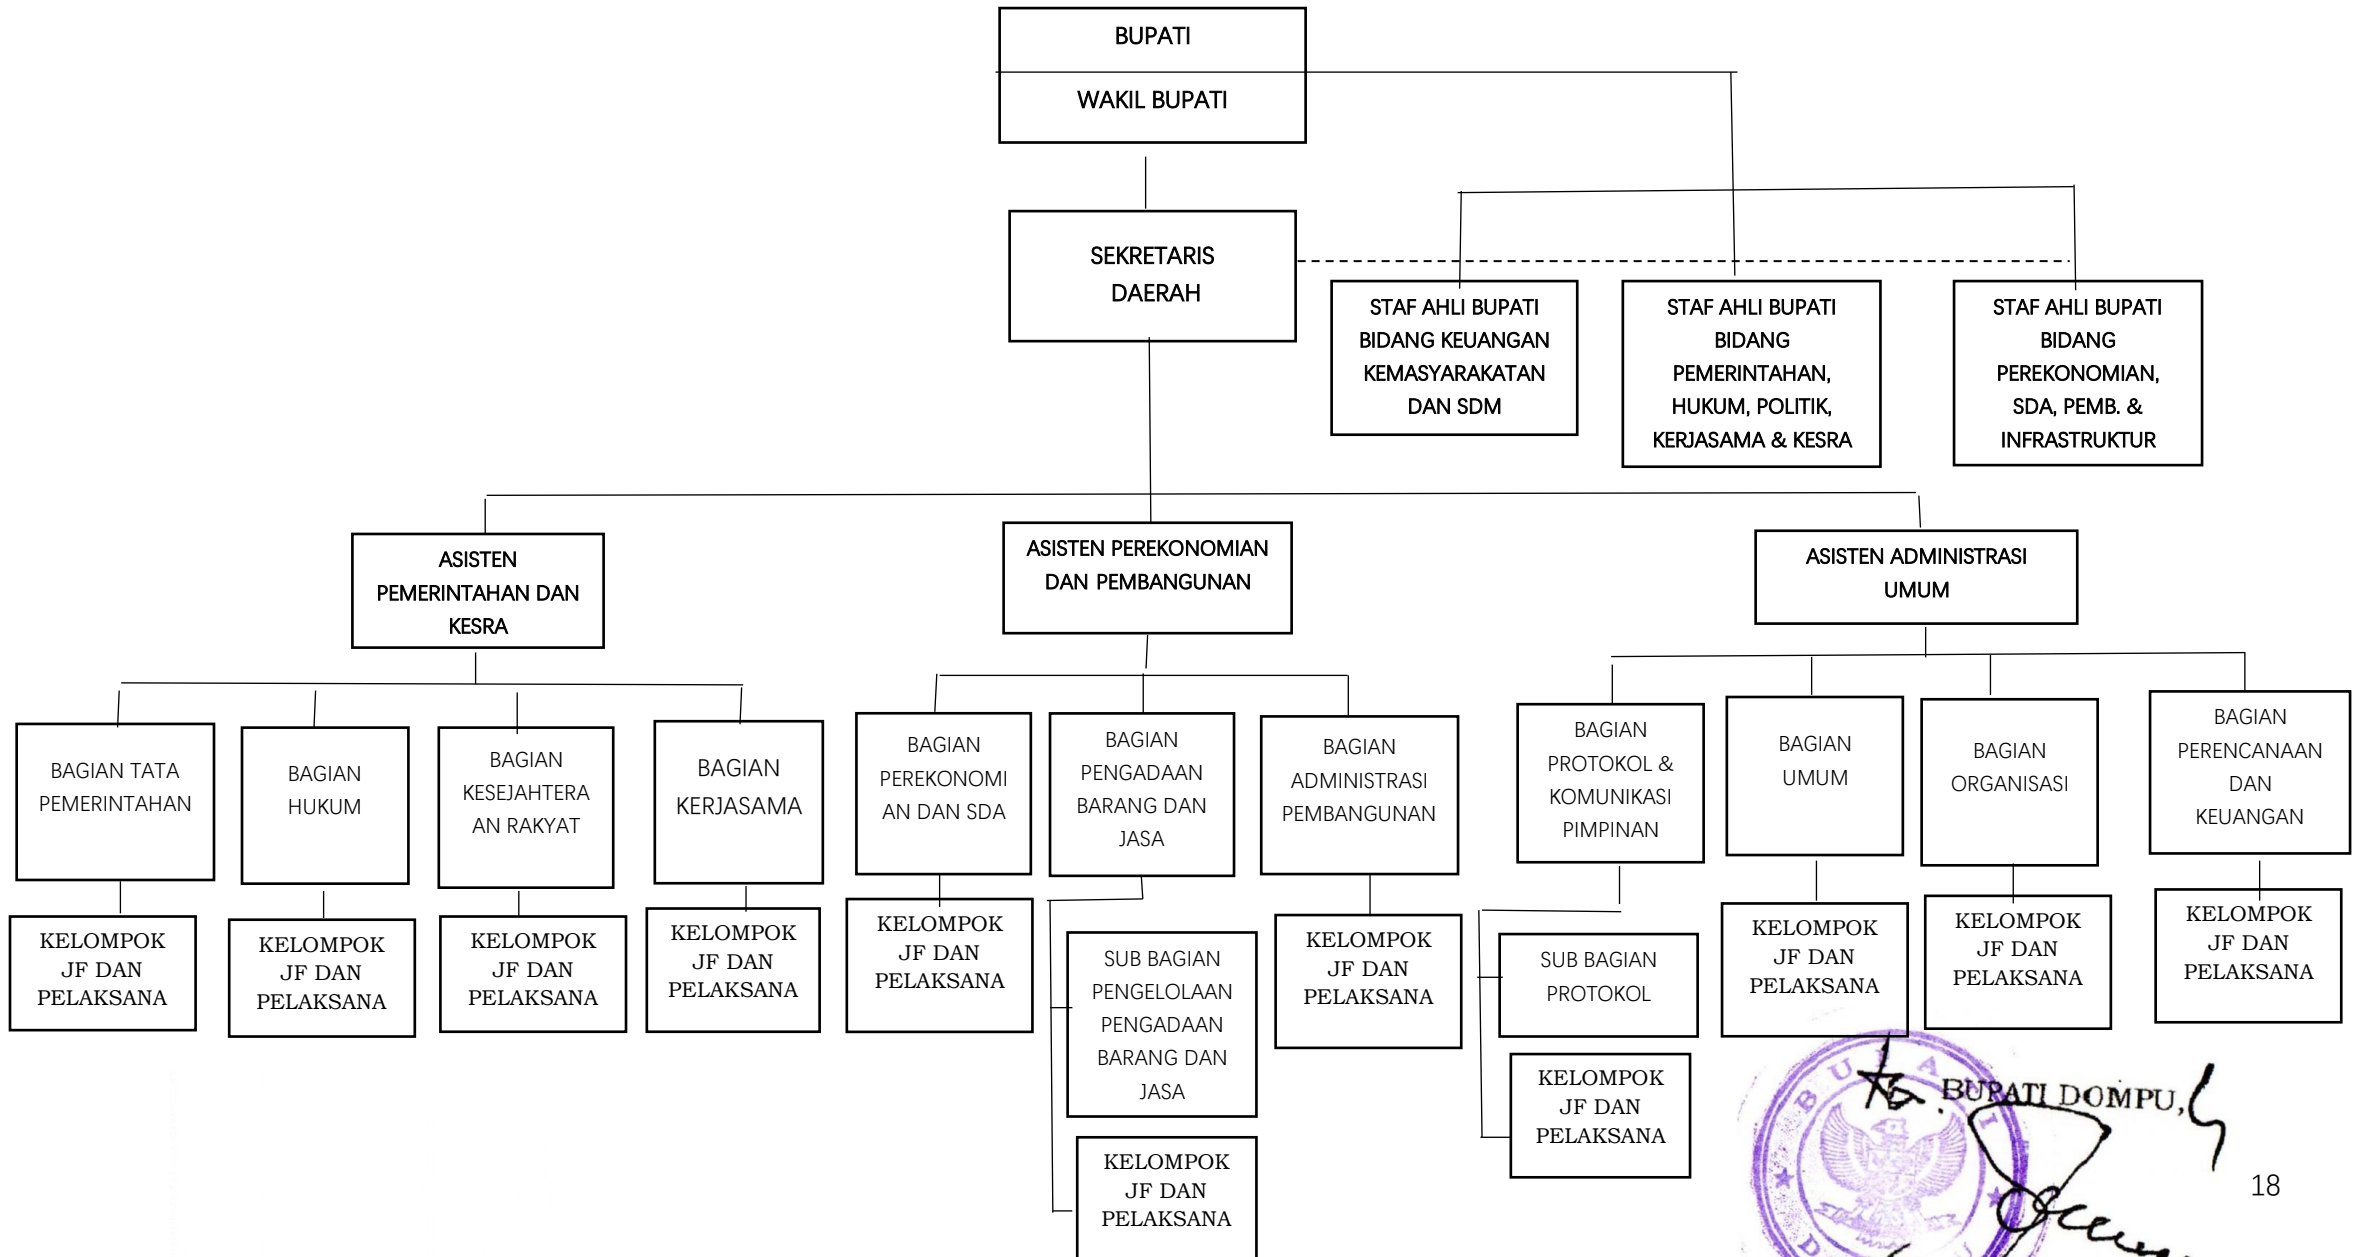 BUPATI
WAKIL BUPATI
SEKRETARIS
DAERAH
STAF AHLI BUPATI
BIDANG KEUANGAN
KEMASYARAKATAN
DAN SDM
STAF AHLI BUPATI
BIDANG
PEMERINTAHAN,
HUKUM, POLITIK,
KERJASAMA & KESRA
STAF AHLI BUPATI
BIDANG
PEREKONOMIAN,
SDA, PEMB. &
INFRASTRUKTUR
ASISTEN
PEMERINTAHAN DAN
KESRA
ASISTEN PEREKONOMIAN
DAN PEMBANGUNAN
ASISTEN ADMINISTRASI
UMUM
BAGIAN TATA
PEMERINTAHAN
BAGIAN
HUKUM
BAGIAN
KESEJAHTERA
AN RAKYAT
BAGIAN
KERJASAMA
BAGIAN
PEREKONOMI
AN DAN SDA
BAGIAN
PENGADAAN
BARANG DAN
JASA
BAGIAN
ADMINISTRASI
PEMBANGUNAN
BAGIAN
PROTOKOL &
KOMUNIKASI
PIMPINAN
BAGIAN
UMUM
BAGIAN
ORGANISASI
BAGIAN
PERENCANAAN
DAN
KEUANGAN
KELOMPOK
JF DAN
PELAKSANA
KELOMPOK
JF DAN
PELAKSANA
KELOMPOK
JF DAN
PELAKSANA
KELOMPOK
JF DAN
PELAKSANA
KELOMPOK
JF DAN
PELAKSANA
SUB BAGIAN
PENGELOLAAN
PENGADAAN
BARANG DAN
JASA
KELOMPOK
JF DAN
PELAKSANA
KELOMPOK
JF DAN
PELAKSANA
SUB BAGIAN
PROTOKOL
KELOMPOK
JF DAN
PELAKSANA
KELOMPOK
JF DAN
PELAKSANA
KELOMPOK
JF DAN
PELAKSANA
KELOMPOK
JF DAN
PELAKSANA
BUPATI
BUPATI DOMPU,
18